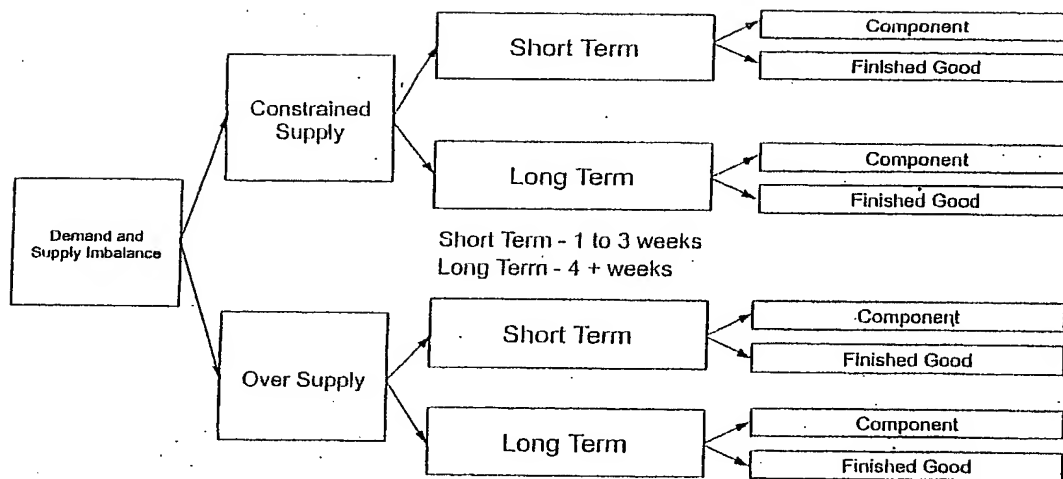 Demand and
Supply Imbalance
Constrained
Supply
Short Term
Component
Finished Good
Long Term
Component
Finished Good
Short Term - 1 to 3 weeks
Long Term - 4 + weeks
Over Supply
Short Term
Component
Finished Good
Long Term
Component
Finished Good